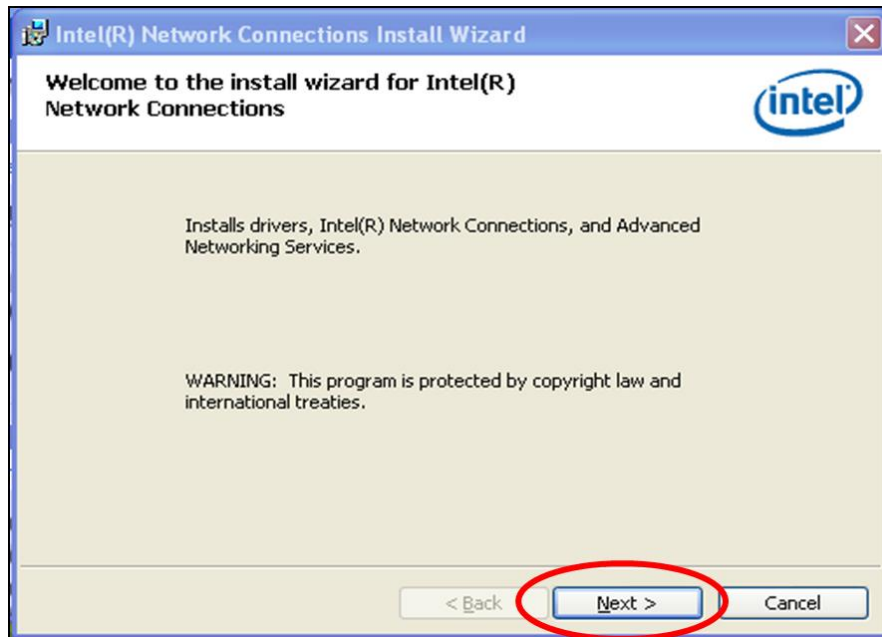 Intel(R) Network Connections Install Wizard
Welcome to the install wizard for Intel(R)
Network Connections
intel
Installs drivers, Intel(R) Network Connections, and Advanced
Networking Services.
WARNING:  This program is protected by copyright law and
international treaties.
< Back
Next >
Cancel